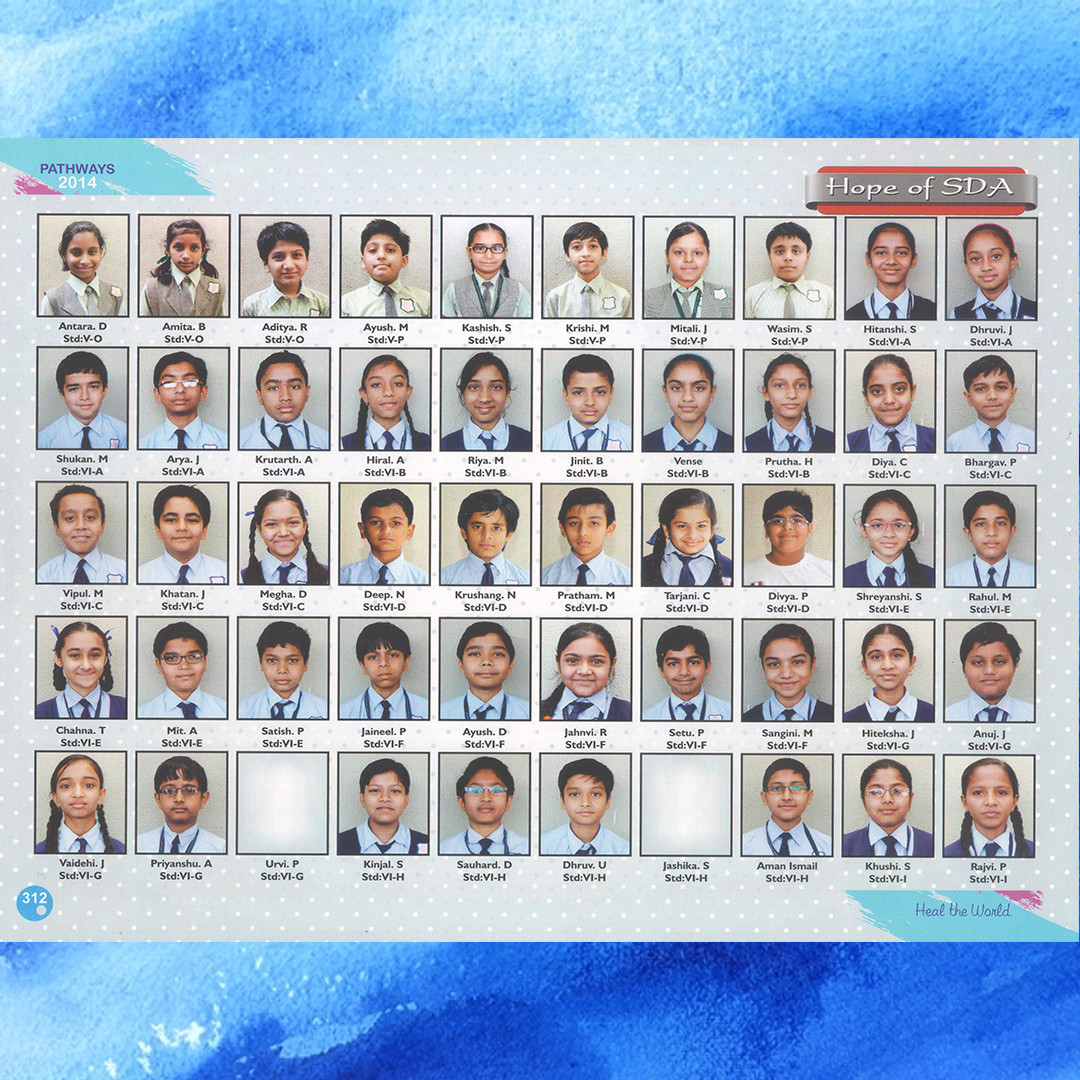 PATHWAYS
2014
Hope of SDA
Antara. D
Std:V-O
Amita. B
Std:V-O
Aditya. R
Std:V-O
Ayush. M
Std:V-P
Kashish. S
Std:V-P
Krishi. M
Std:V-P
Mitali. J
Std:V-P
Wasim. S
Std:V-P
Hitanshi. S
Std:VI-A
Dhruvi. J
Std:VI-A
Shukan. M
Std:VI-A
Arya. J
Std:VI-A
Krutarth. A
Std:VI-A
Hiral. A
Std:VI-B
Riya. M
Std:VI-B
Jinit. B
Std:VI-B
Vense
Std:VI-B
Prutha. H
Std:VI-B
Diya. C
Std:VI-C
Bhargav. P
Std:VI-C
Vipul. M
Std:VI-C
Khatan. J
Std:VI-C
Megha. D
Std:VI-C
Deep. N
Std:VI-D
Krushang. N
Std:VI-D
Pratham. M
Std:VI-D
Tarjani. C
Std:VI-D
Divya. P
Std:VI-D
Shreyanshi. S
Std:VI-E
Rahul. M
Std:VI-E
Chahna. T
Std:VI-E
Mit. A
Std:VI-E
Satish. P
Std:VI-E
Jaineel. P
Std:VI-F
Ayush. D
Std:VI-F
Jahnvi. R
Std:VI-F
Setu. P
Std:VI-F
Sangini. M
Std:VI-F
Hiteksha. J
Std:VI-G
Anuj. J
Std:VI-G
Vaidehi. J
Std:VI-G
Priyanshu. A
Std:VI-G
Urvi. P
Std:VI-G
Kinjal. S
Std:VI-H
Sauhard. D
Std:VI-H
Dhruv. U
Std:VI-H
Jashika. S
Std:VI-H
Aman Ismail
Std:VI-H
Khushi. S
Std:VI-I
Rajvi. P
Std:VI-I
312
Heal the World